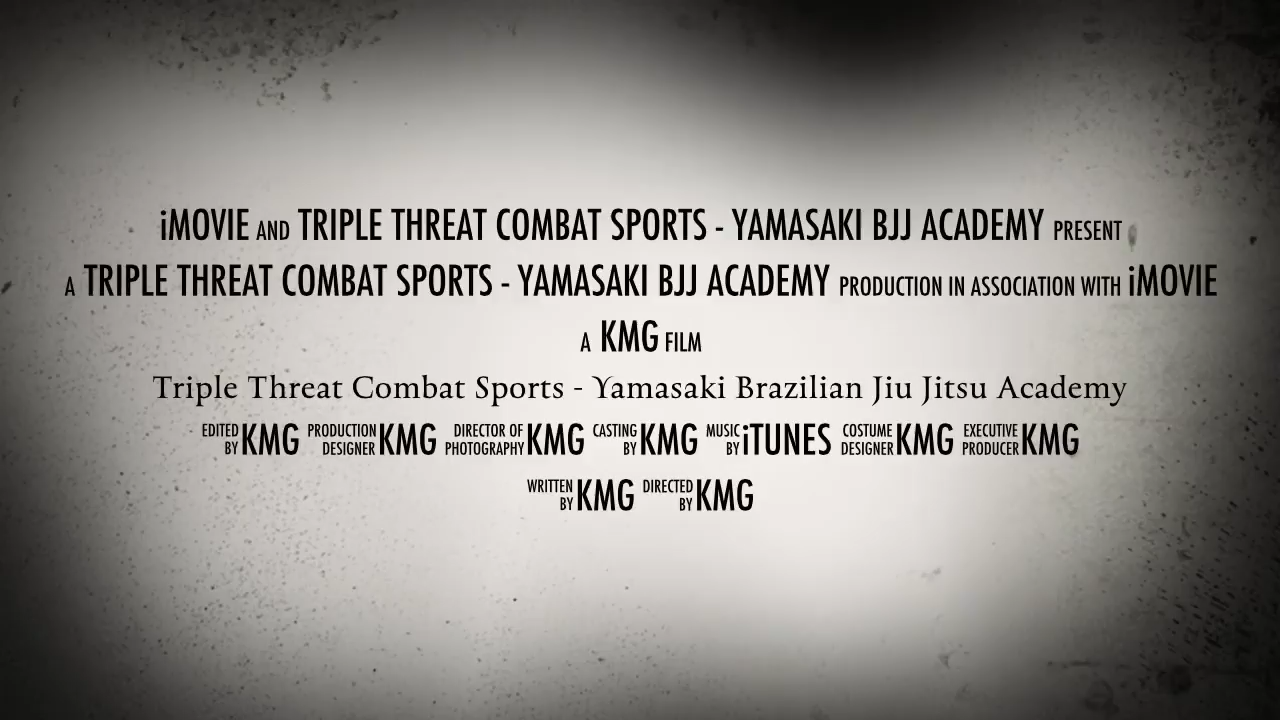 iMOVIE AND TRIPLE THREAT COMBAT SPORTS - YAMASAKI BJJ ACADEMY PRESENT
A TRIPLE THREAT COMBAT SPORTS - YAMASAKI BJJ ACADEMY PRODUCTION IN ASSOCIATION WITH iMOVIE
A KMG FILM
Triple Threat Combat Sports - Yamasaki Brazilian Jiu Jitsu Academy
EDITED BY KMG PRODUCTION DESIGNER KMG DIRECTOR OF PHOTOGRAPHY KMG CASTING BY KMG MUSIC BY iTUNES COSTUME DESIGNER KMG EXECUTIVE PRODUCER KMG
WRITTEN BY KMG DIRECTED BY KMG